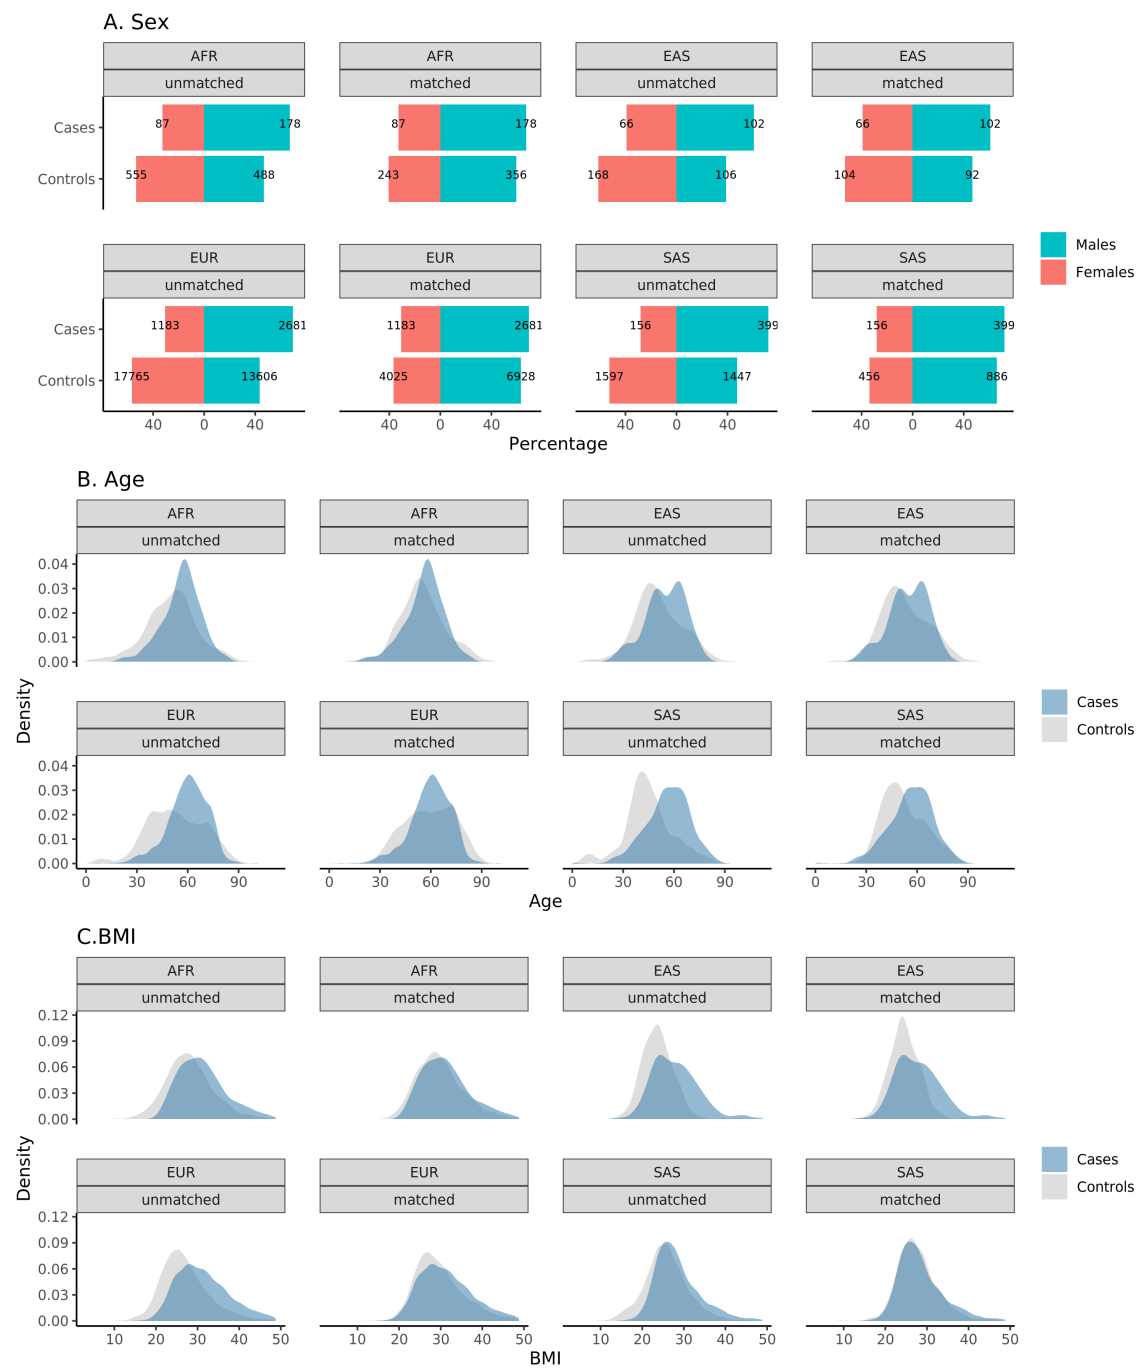 A. Sex
AFR AFR EAS EAS
unmatched matched unmatched matched
Cases 87 178 87 178 66 102 66 102
Controls 555 488 243 356 168 106 104 92
Males
Females
EUR EUR SAS SAS
unmatched matched unmatched matched
Cases 1183 2681 1183 2681 156 399 156 399
Controls 17765 13606 4025 6928 1597 1447 456 886
40 0 40 40 0 40 40 0 40 40 0 40
Percentage
B. Age
AFR AFR EAS EAS
unmatched matched unmatched matched
0.04
0.03
0.02
0.01
0.00
Density
Cases
Controls
EUR EUR SAS SAS
unmatched matched unmatched matched
0.04
0.03
0.02
0.01
0.00
0 30 60 90 0 30 60 90 0 30 60 90 0 30 60 90
Age
C.BMI
AFR AFR EAS EAS
unmatched matched unmatched matched
0.12
0.09
0.06
0.03
0.00
Density
Cases
Controls
EUR EUR SAS SAS
unmatched matched unmatched matched
0.12
0.09
0.06
0.03
0.00
10 20 30 40 50 10 20 30 40 50 10 20 30 40 50 10 20 30 40 50
BMI